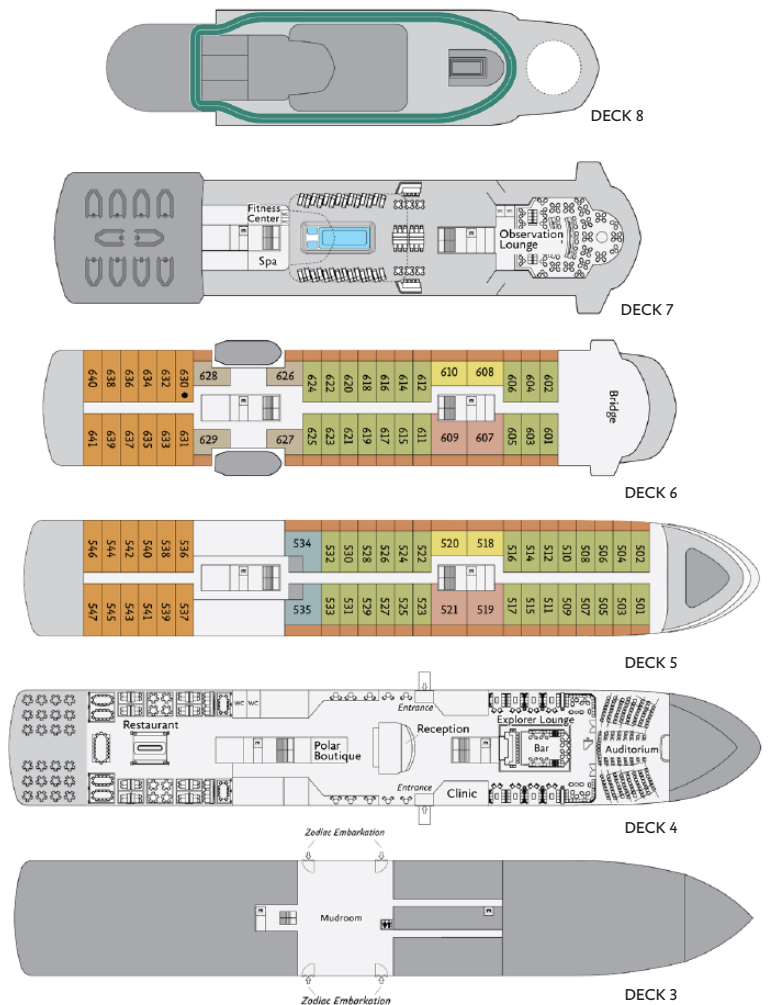 DECK 8
Fitness
Center
WC
Spa
WC WC
Observation
Lounge
DECK 7
640 638 636 634 632 630 628 626 624 622 620 618 616 614 612 610 608 606 604 602
641 639 637 635 633 631 629 627 625 623 621 619 617 615 611 609 607 605 603 601
Bridge
DECK 6
546 544 542 540 538 536 534 532 530 528 526 524 522 520 518 516 514 512 510 508 506 504 502
547 545 543 541 539 537 535 533 531 529 527 525 523 521 519 517 515 511 509 507 505 503 501
DECK 5
WC WC
Entrance
Restaurant
Polar
Boutique
Reception
Explorer Lounge
Bar
Auditorium
Entrance
Clinic
DECK 4
Zodiac Embarkation
Mudroom
Zodiac Embarkation
DECK 3